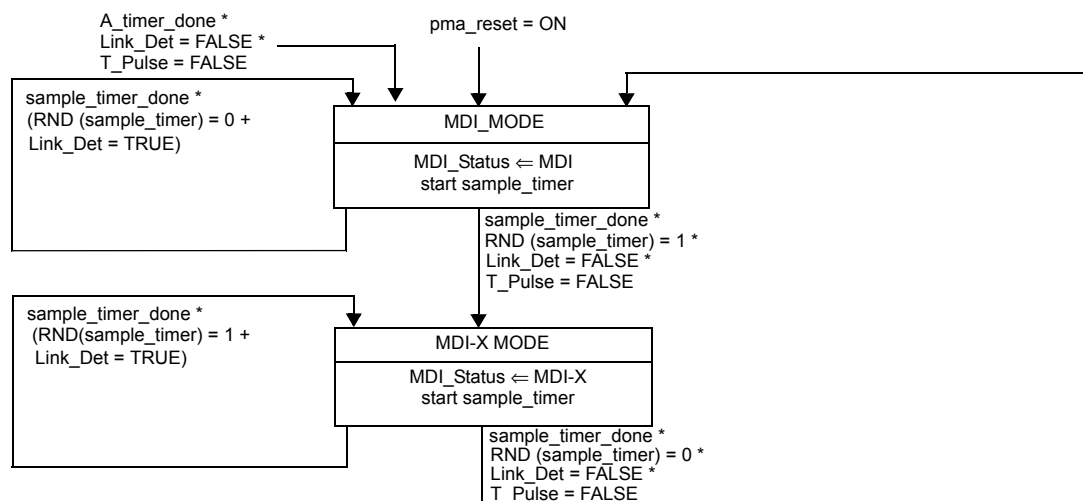 A_timer_done *
Link_Det = FALSE *
T_Pulse = FALSE
pma_reset = ON
sample_timer_done *
(RND (sample_timer) = 0 +
Link_Det = TRUE)
MDI_MODE
MDI_Status ⇐ MDI
start sample_timer
sample_timer_done *
RND (sample_timer) = 1 *
Link_Det = FALSE *
T_Pulse = FALSE
sample_timer_done *
(RND(sample_timer) = 1 +
Link_Det = TRUE)
MDI-X MODE
MDI_Status ⇐ MDI-X
start sample_timer
sample_timer_done *
RND (sample_timer) = 0 *
Link_Det = FALSE *
T_Pulse = FALSE